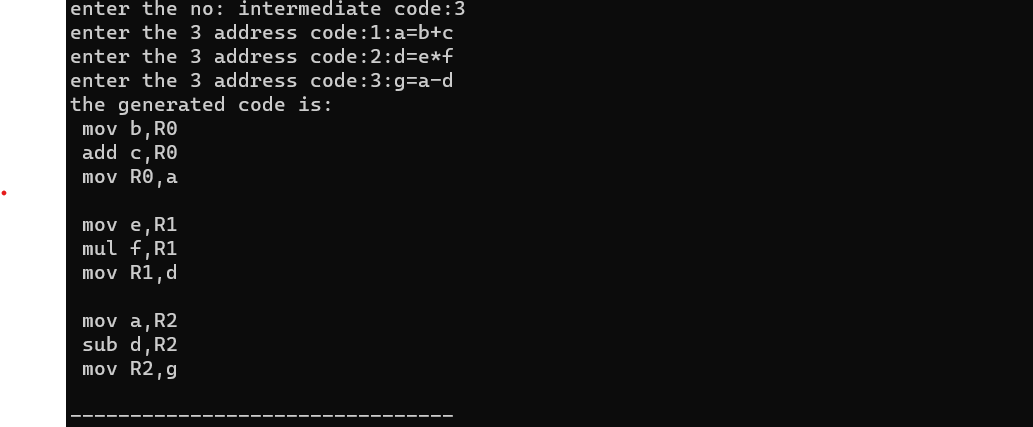 enter the no: intermediate code:3
enter the 3 address code:1:a=b+c
enter the 3 address code:2:d=e*f
enter the 3 address code:3:g=a-d
the generated code is:
mov b,R0
add c,R0
mov R0,a
mov e,R1
mul f,R1
mov R1,d
mov a,R2
sub d,R2
mov R2,g
--------------------------------